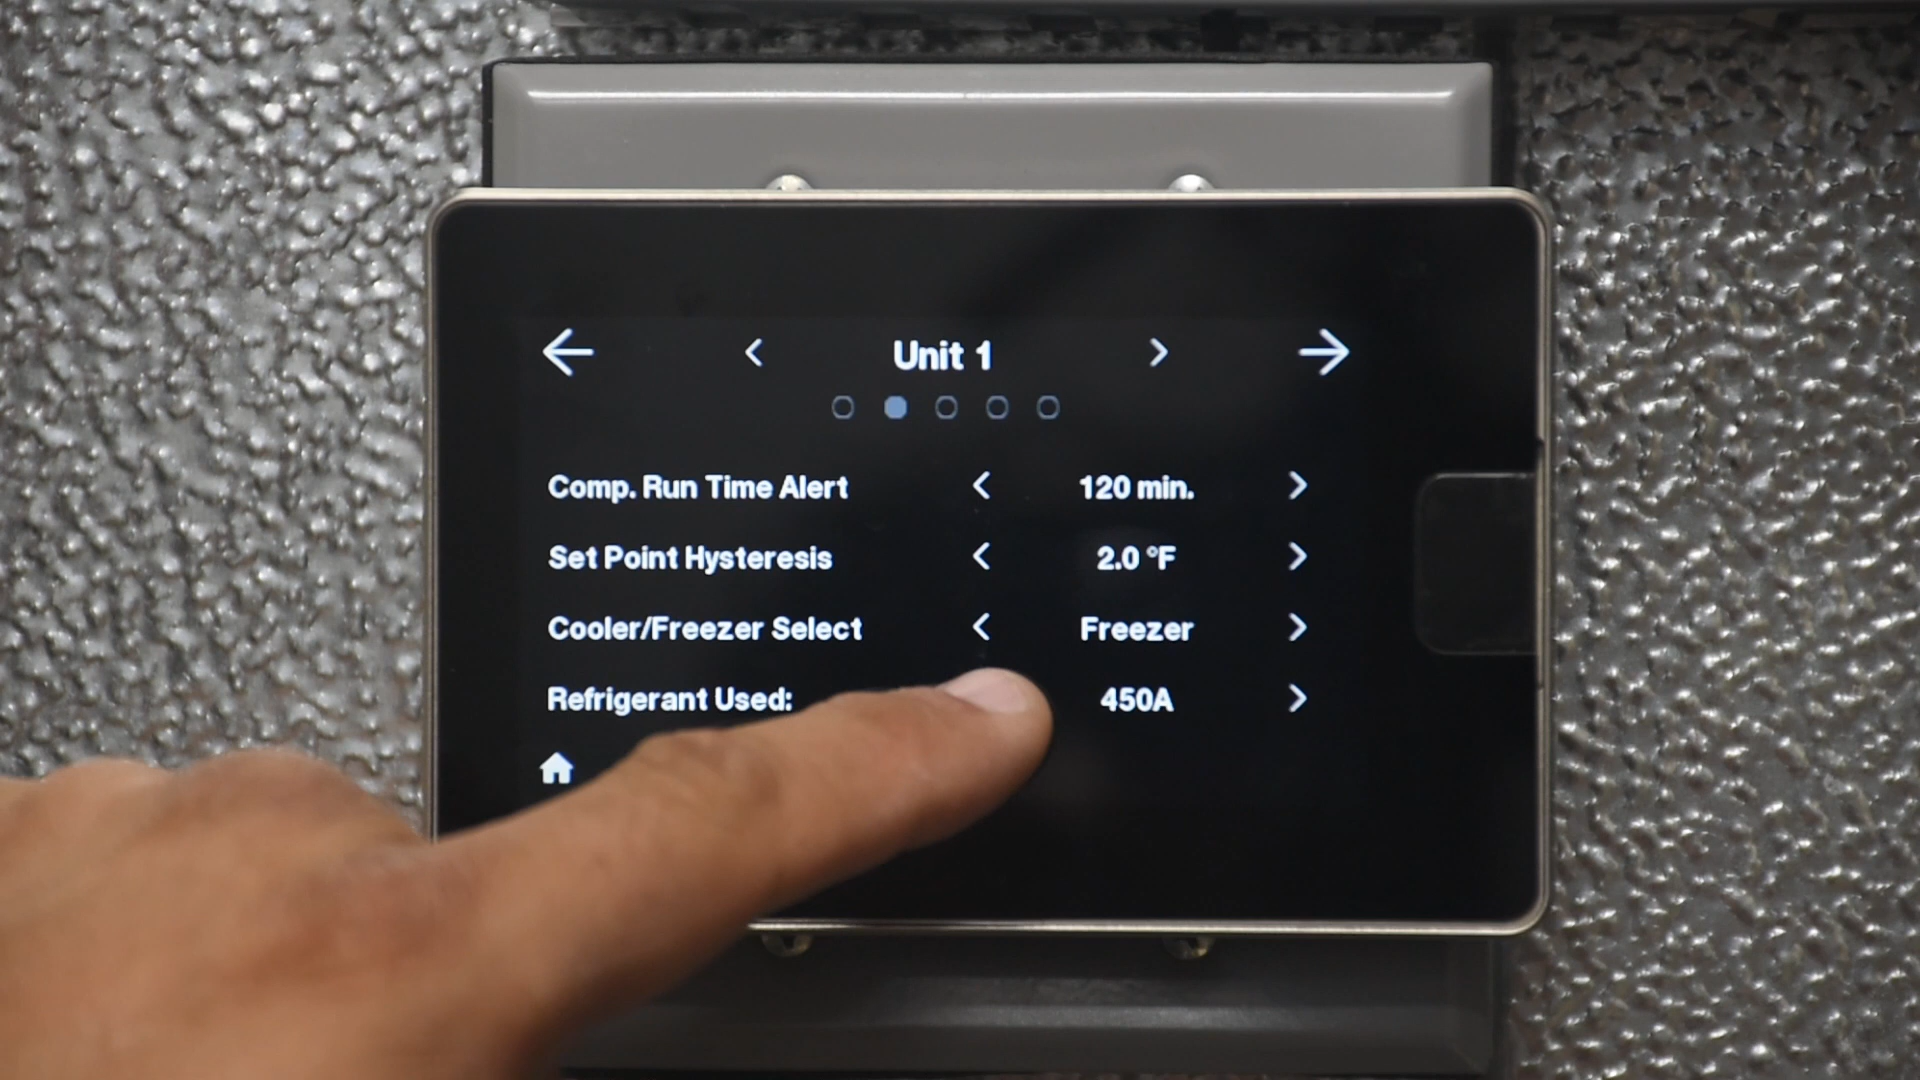 Unit 1
Comp. Run Time Alert 120 min.
Set Point Hysteresis 2.0 °F
Cooler/Freezer Select Freezer
Refrigerant Used: 450A